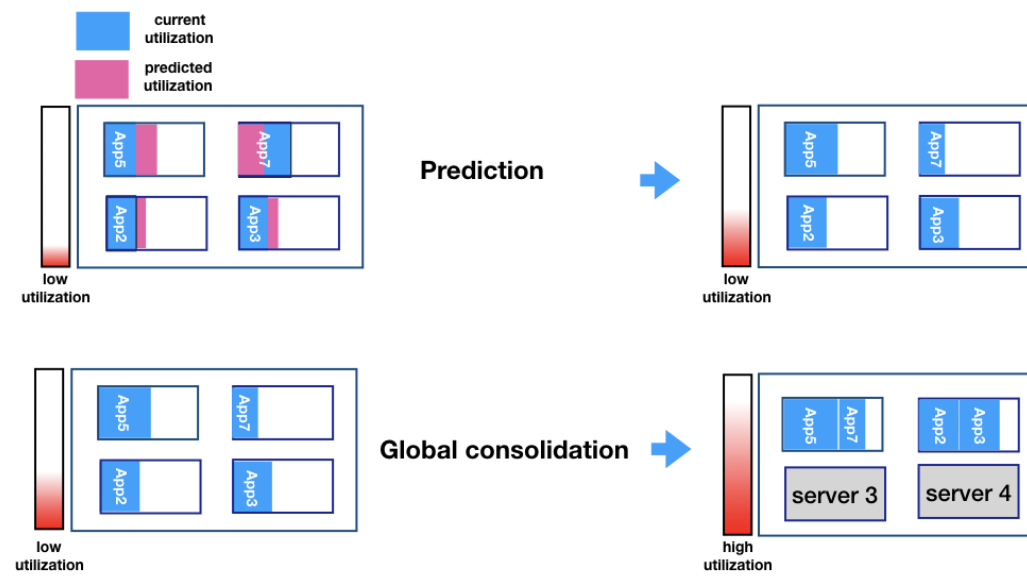 current
utilization
predicted
utilization
App5
App7
App2
App3
low
utilization
Prediction
App5
App7
App2
App3
low
utilization
App5
App7
App2
App3
low
utilization
Global consolidation
App5
App7
App2
App3
server 3
server 4
high
utilization